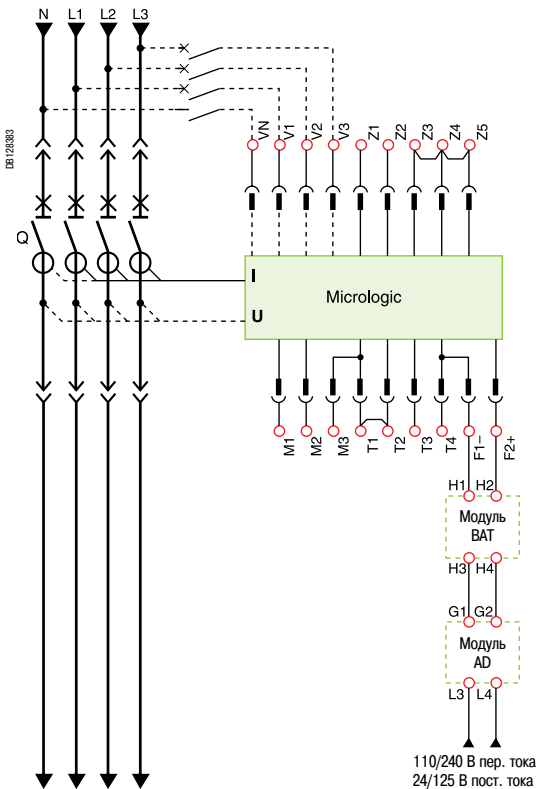 N L1 L2 L3
DB128383
VN V1 V2 V3 Z1 Z2 Z3 Z4 Z5
Q
I
Micrologic
U
M1 M2 M3 T1 T2 T3 T4 F1– F2+
H1 H2
Модуль
BAT
H3 H4
G1 G2
Модуль
AD
L3 L4
110/240 В пер. тока
24/125 В пост. тока